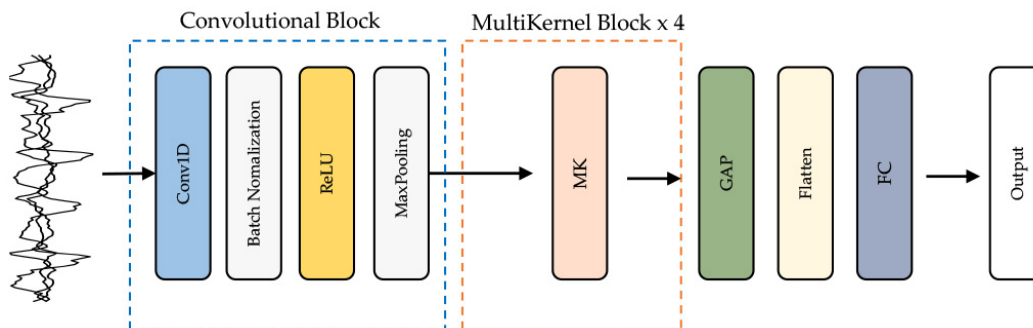 Convolutional Block
MultiKernel Block x 4
Conv1D
Batch Nomalization
ReLU
MaxPooling
MK
GAP
Flatten
FC
Output